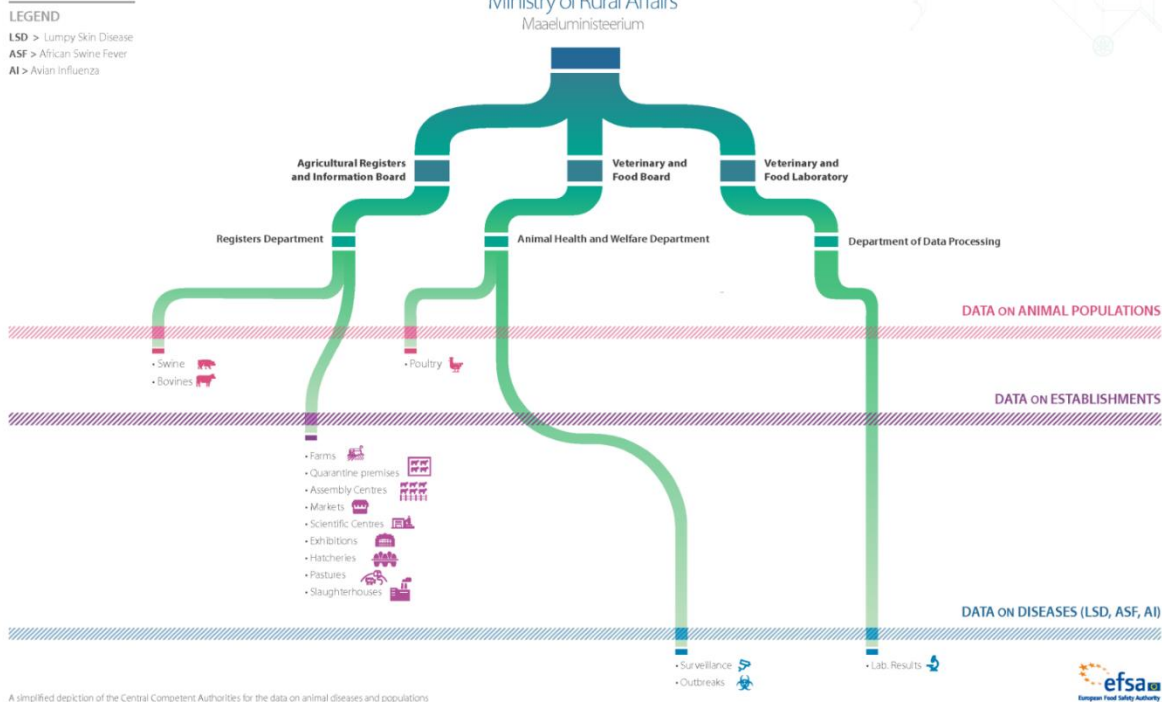 Ministry of Rural Affairs
Maaeluministeerium
LEGEND
LSD > Lumpy Skin Disease
ASF > African Swine Fever
AI > Avian Influenza
Agricultural Registers
and Information Board
Veterinary and
Food Board
Veterinary and
Food Laboratory
Registers Department
Animal Health and Welfare Department
Department of Data Processing
DATA ON ANIMAL POPULATIONS
• Swine
• Bovines
• Poultry
DATA ON ESTABLISHMENTS
• Farms
• Quarantine premises
• Assembly Centres
• Markets
• Scientific Centres
• Exhibitions
• Hatcheries
• Pastures
• Slaughterhouses
DATA ON DISEASES (LSD, ASF, AI)
• Surveillance
• Outbreaks
• Lab. Results
A simplified depiction of the Central Competent Authorities for the data on animal diseases and populations
efsa
European Food Safety Authority